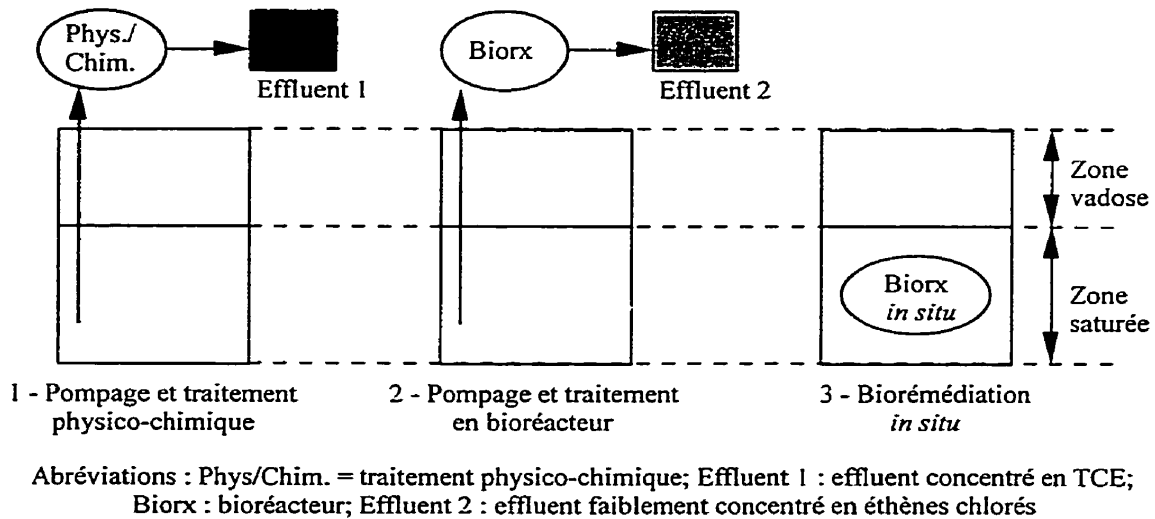 Phys./
Chim.
Effluent 1
Biorx
Effluent 2
Zone
vadose
Biorx
in situ
Zone
saturée
1 - Pompage et traitement
physico-chimique
2 - Pompage et traitement
en bioréacteur
3 - Biorémédiation
in situ
Abréviations : Phys/Chim. = traitement physico-chimique; Effluent 1 : effluent concentré en TCE;
Biorx : bioréacteur; Effluent 2 : effluent faiblement concentré en éthènes chlorés